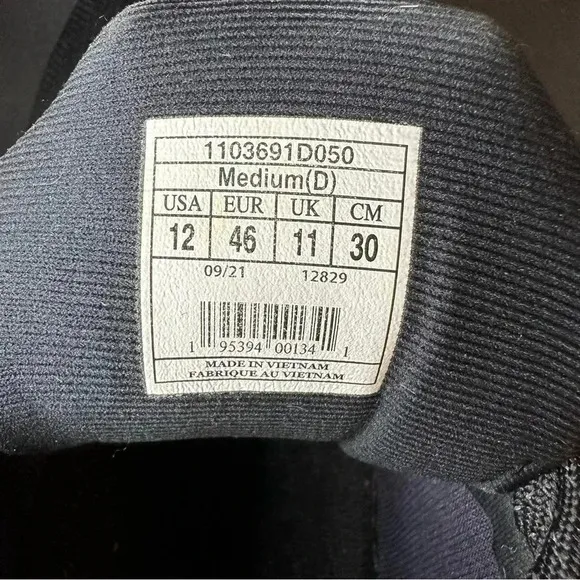 1103691D050
Medium(D)
USA EUR UK CM
12 46 11 30
09/21 12829
1 95394 00134 1
MADE IN VIETNAM
FABRIQUE AU VIETNAM